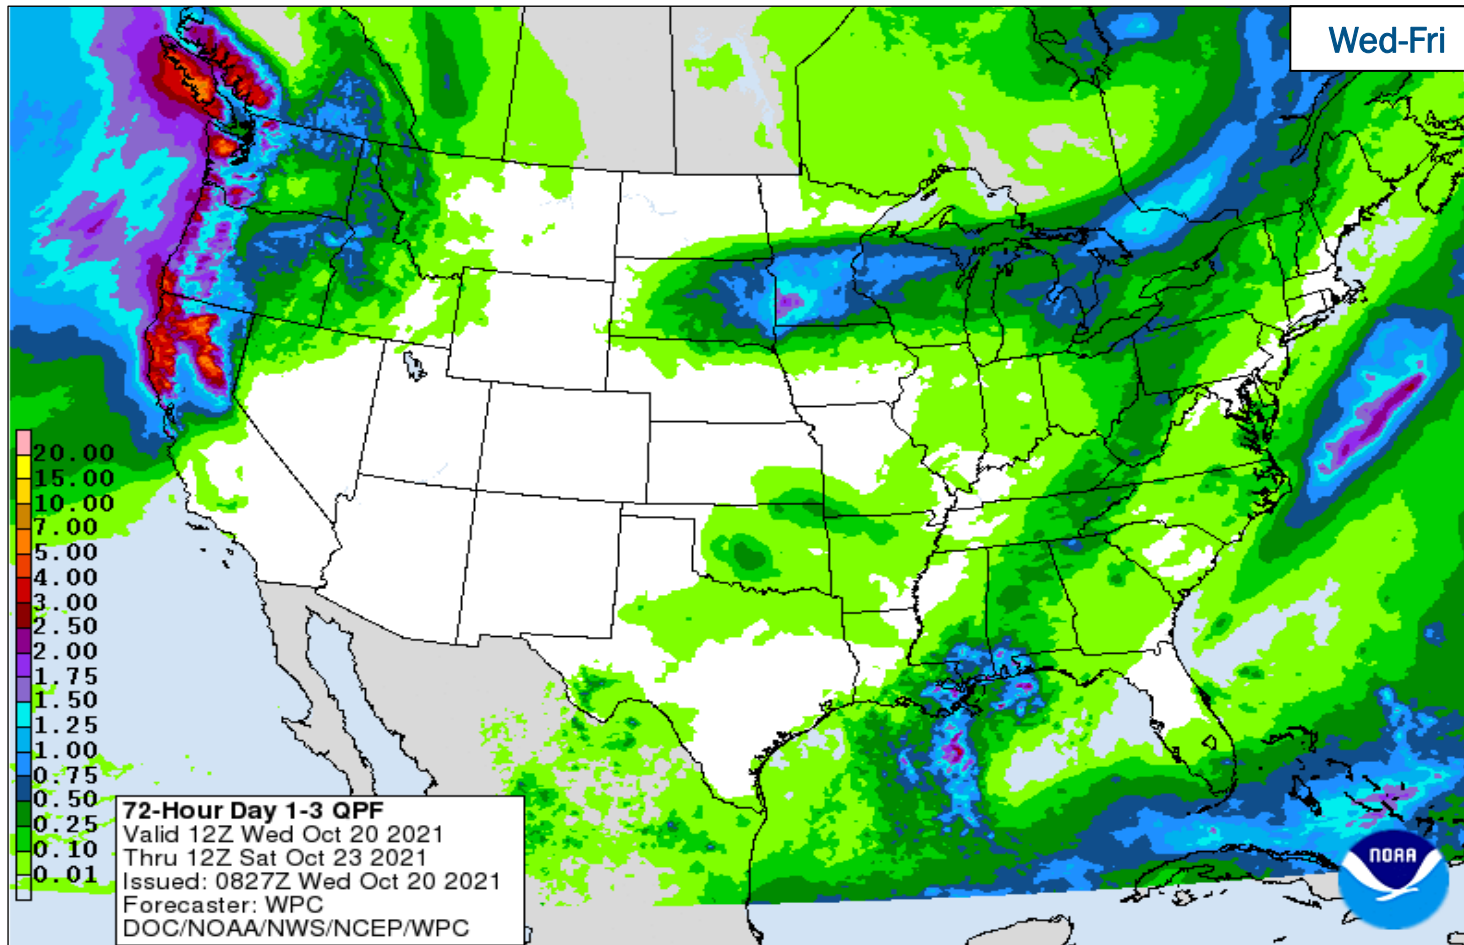 Wed-Fri
20.00
15.00
10.00
7.00
5.00
4.00
3.00
2.50
2.00
1.75
1.50
1.25
1.00
0.75
0.50
0.25
0.10
0.01
72-Hour Day 1-3 QPF
Valid 12Z Wed Oct 20 2021
Thru 12Z Sat Oct 23 2021
Issued: 0827Z Wed Oct 20 2021
Forecaster: WPC
DOC/NOAA/NWS/NCEP/WPC
NOAA